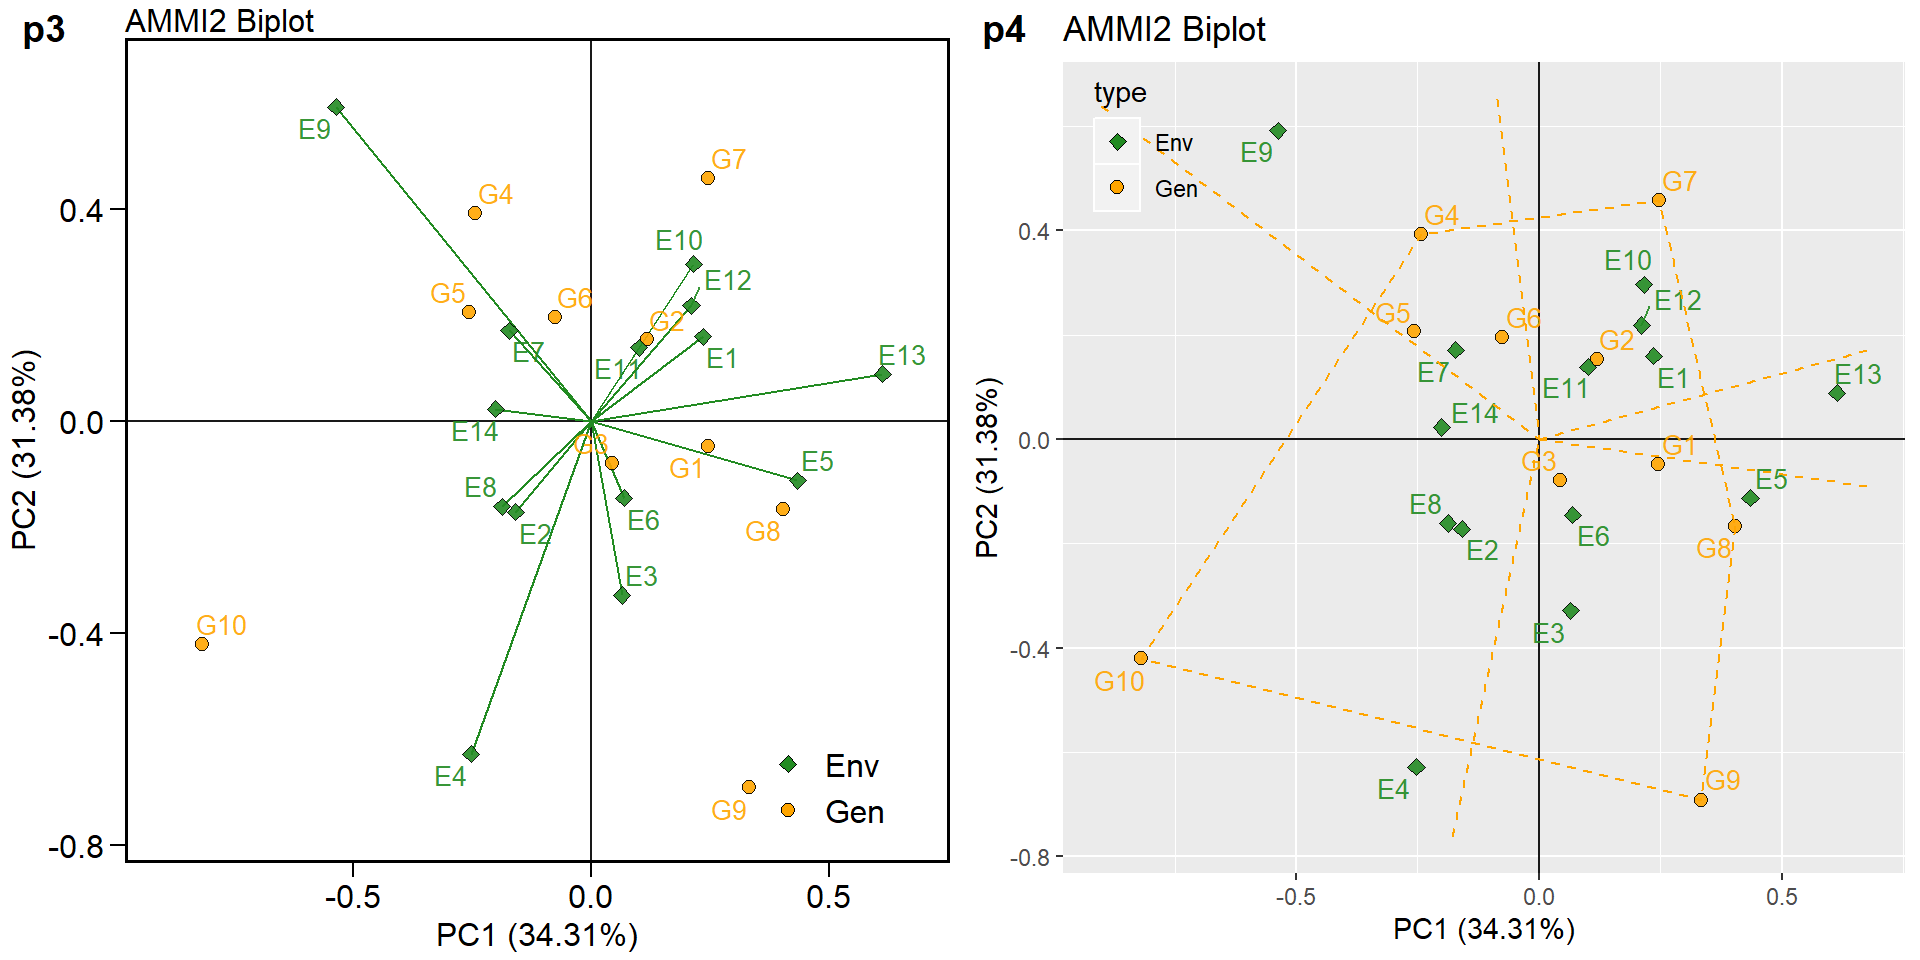 p3
AMMI2 Biplot
E9
G7
G4
0.4
E10
E12
G5
G6
G2
E7
E11
E1
E13
0.0
E14
G3
G1
E5
E8
E2
E6
G8
E3
G10
-0.4
E4
Env
G9
Gen
-0.8
-0.5
0.0
0.5
PC1 (34.31%)
PC2 (31.38%)
p4
AMMI2 Biplot
type
Env
Gen
E9
G7
G4
0.4
E10
E12
G5
G6
G2
E7
E11
E1
E13
E14
0.0
G3
G1
E5
E8
E2
E6
G8
E3
-0.4
G10
E4
G9
-0.8
-0.5
0.0
0.5
PC1 (34.31%)
PC2 (31.38%)